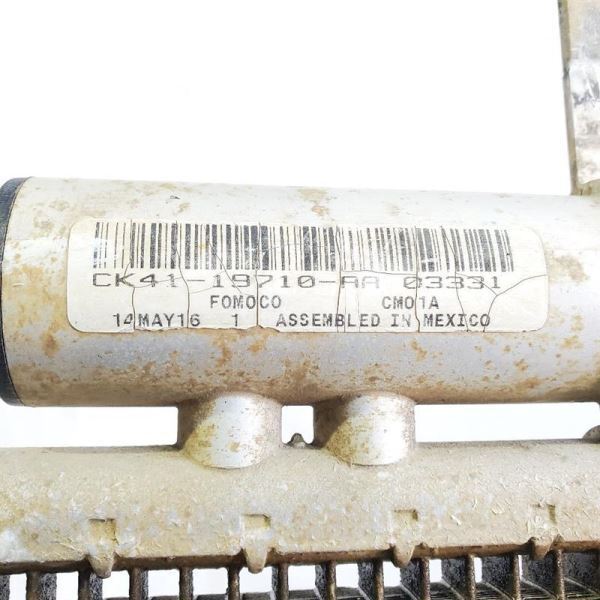 CK41-19710-AA 03331
FOMOCO CM01A
14MAY16 1 ASSEMBLED IN MEXICO